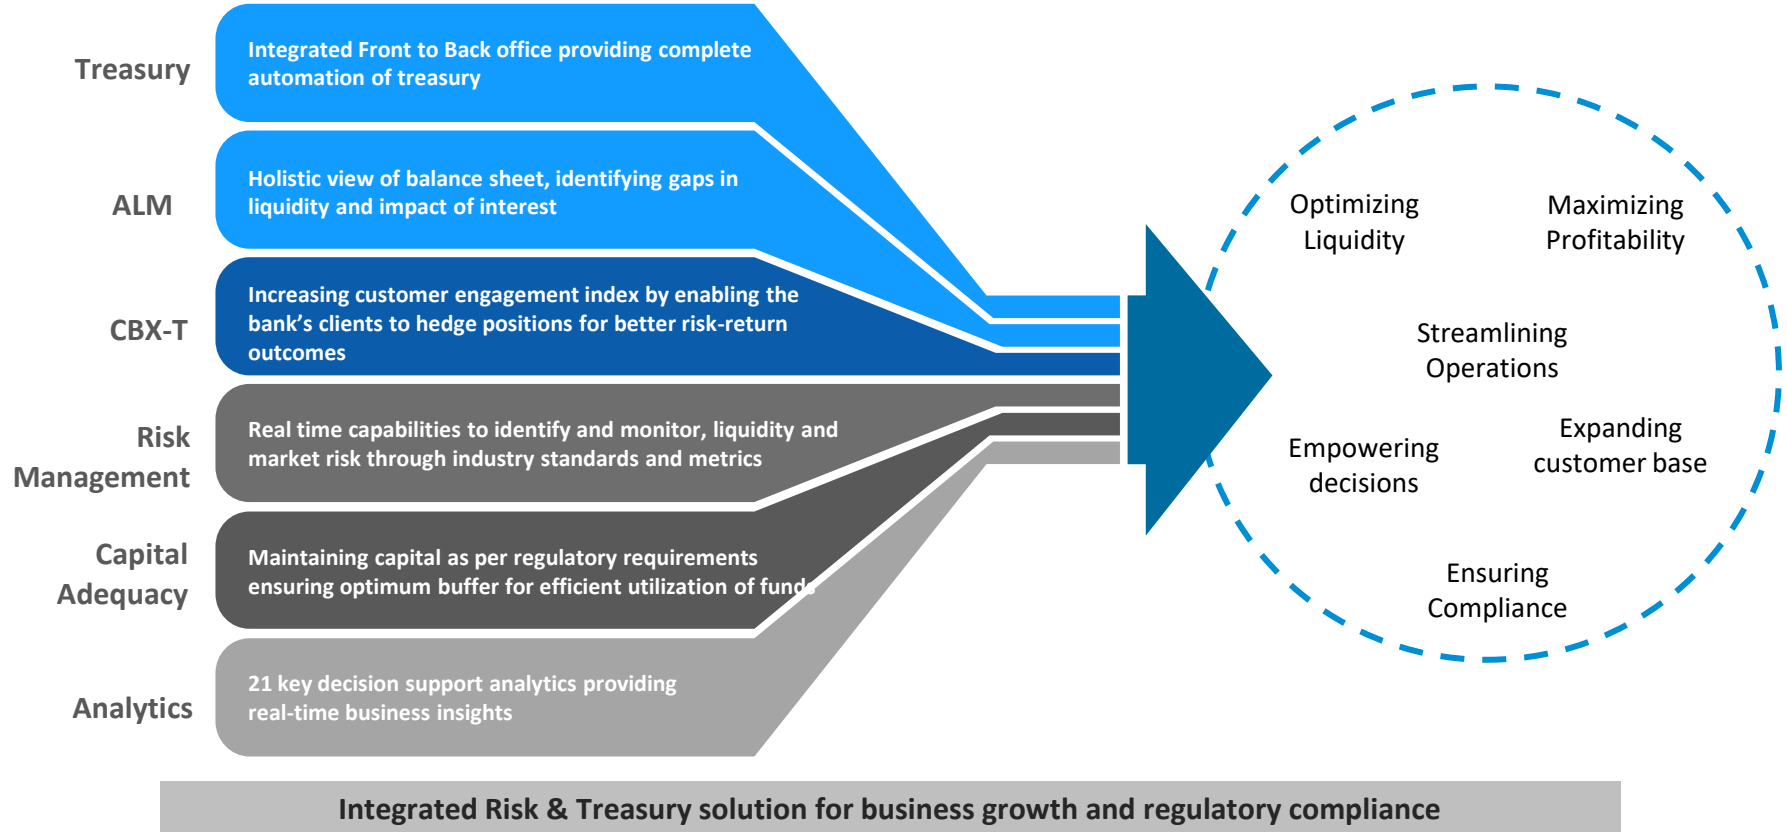 Treasury
Integrated Front to Back office providing complete
automation of treasury
ALM
Holistic view of balance sheet, identifying gaps in
liquidity and impact of interest
CBX-T
Increasing customer engagement index by enabling the
bank's clients to hedge positions for better risk-return
outcomes
Risk
Management
Real time capabilities to identify and monitor, liquidity and
market risk through industry standards and metrics
Capital
Adequacy
Maintaining capital as per regulatory requirements
ensuring optimum buffer for efficient utilization of funds
Analytics
21 key decision support analytics providing
real-time business insights
Optimizing
Liquidity
Maximizing
Profitability
Streamlining
Operations
Empowering
decisions
Expanding
customer base
Ensuring
Compliance
Integrated Risk & Treasury solution for business growth and regulatory compliance